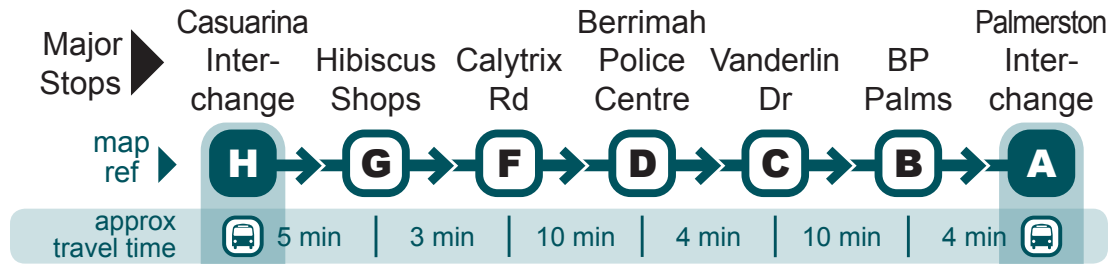 Major
Stops
Casuarina
Inter-
change
Hibiscus
Shops
Calytrix
Rd
Berrimah
Police
Centre
Vanderlin
Dr
BP
Palms
Palmerston
Inter-
change
map
ref
H G F D C B A
approx
travel time
5 min 3 min 10 min 4 min 10 min 4 min